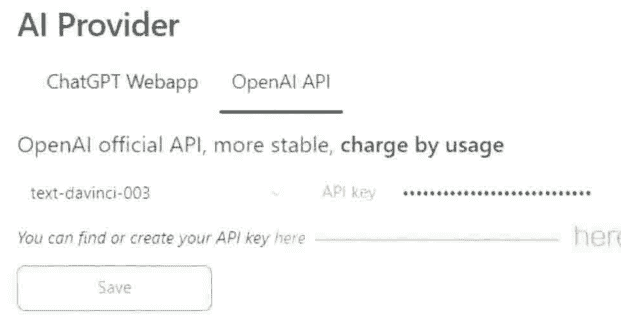 AI Provider
ChatGPT Webapp OpenAI API
OpenAI official API, more stable, charge by usage
text-davinci-003 API key ••••••••••••••••••••••••••••
You can find or create your API key here here
Save